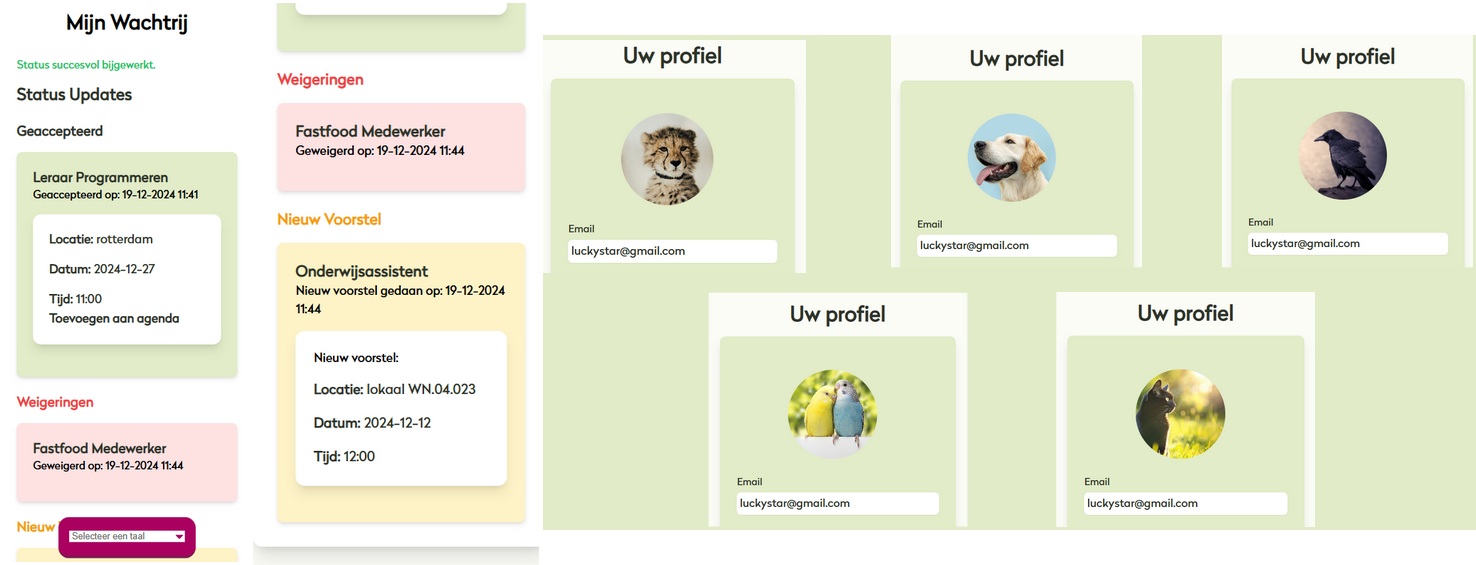 Mijn Wachtrij
Status succesvol bijgewerkt.
Status Updates
Geaccepteerd
Leraar Programmeren
Geaccepteerd op: 19-12-2024 11:41
Locatie: rotterdam
Datum: 2024-12-27
Tijd: 11:00
Toevoegen aan agenda
Weigeringen
Fastfood Medewerker
Geweigerd op: 19-12-2024 11:44
Nieuw
Selecteer een taal
Weigeringen
Fastfood Medewerker
Geweigerd op: 19-12-2024 11:44
Nieuw Voorstel
Onderwijsassistent
Nieuw voorstel gedaan op: 19-12-2024
11:44
Nieuw voorstel:
Locatie: lokaal WN.04.023
Datum: 2024-12-12
Tijd: 12:00
Uw profiel
Email
luckystar@gmail.com
Uw profiel
Email
luckystar@gmail.com
Uw profiel
Email
luckystar@gmail.com
Uw profiel
Email
luckystar@gmail.com
Uw profiel
Email
luckystar@gmail.com